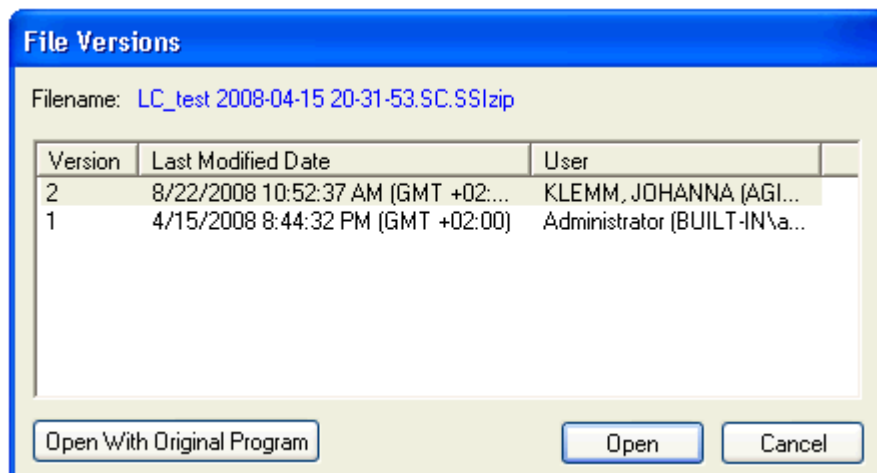 File Versions
Filename: LC_test 2008-04-15 20-31-53.SC.SSIzip
Version Last Modified Date User
2 8/22/2008 10:52:37 AM (GMT +02:... KLEMM, JOHANNA (AGI...
1 4/15/2008 8:44:32 PM (GMT +02:00) Administrator (BUILT-IN\a...
Open With Original Program Open Cancel